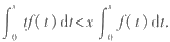 ∫₀ˣ tf(t)dt<x∫₀ˣ f(t)dt.